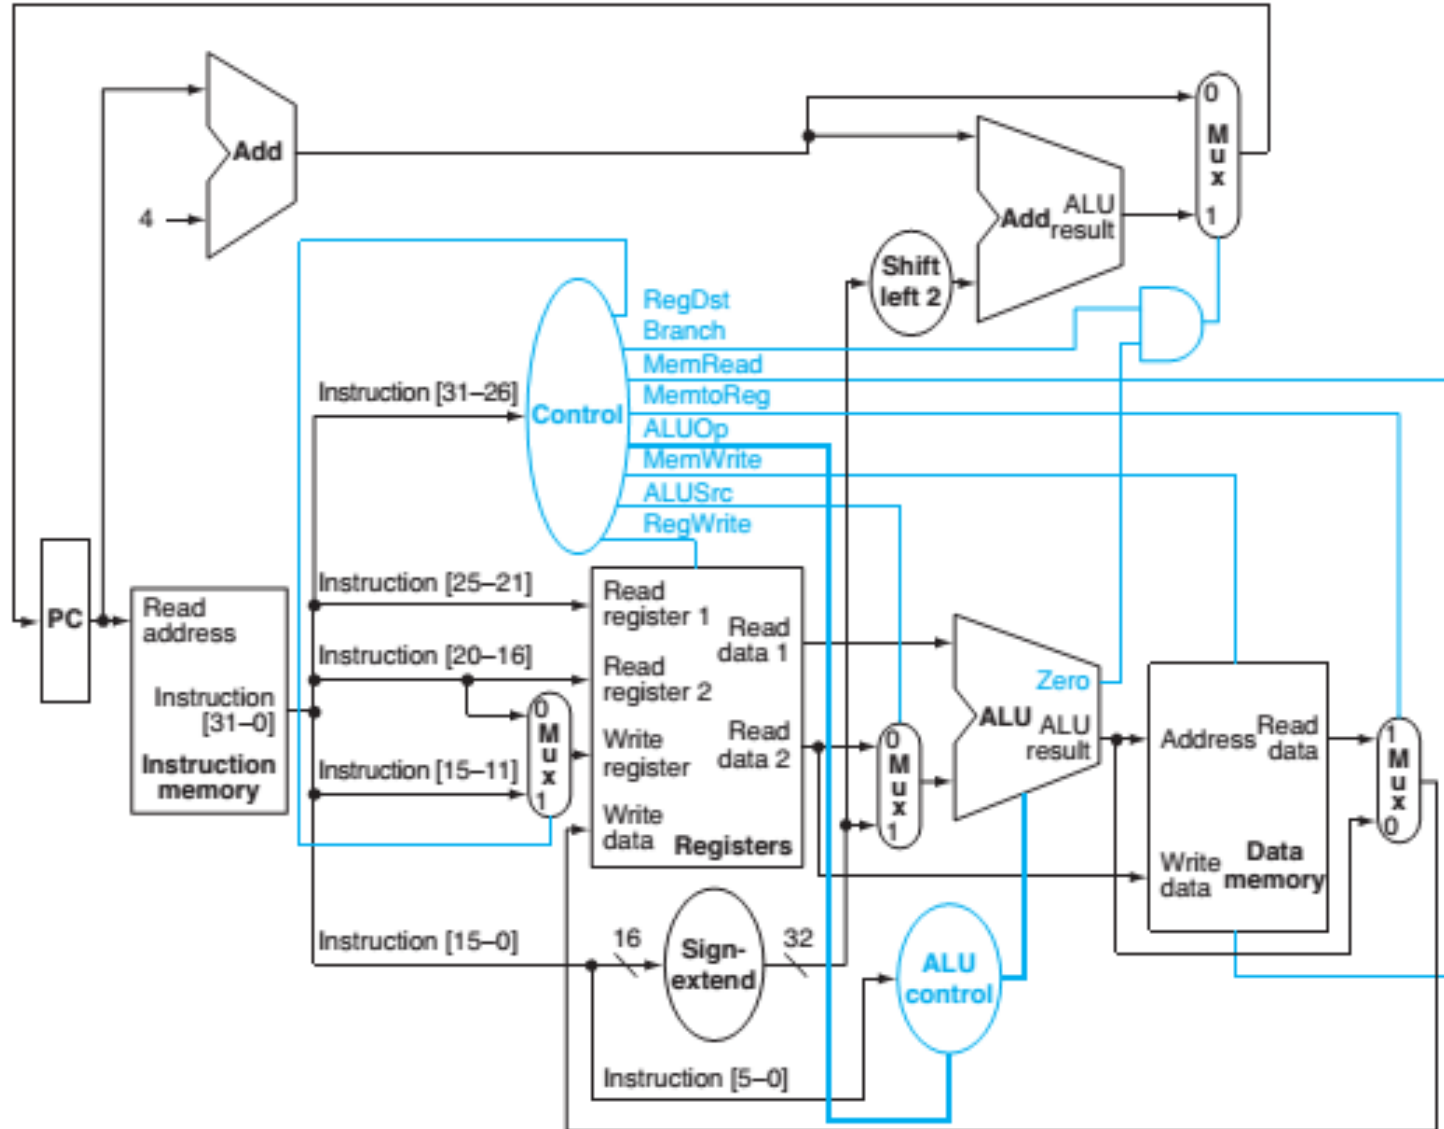 0
M
u
x
1
Add
4
Add
ALU
result
Shift
left 2
RegDst
Branch
MemRead
MemtoReg
ALUOp
MemWrite
ALUSrc
RegWrite
Control
Instruction [31–26]
Instruction [25–21]
Instruction [20–16]
Instruction [15–11]
Instruction [15–0]
Instruction [5–0]
PC
Read
address
Instruction
[31–0]
Instruction
memory
0
M
u
x
1
Read
register 1
Read
register 2
Write
register
Write
data
Read
data 1
Read
data 2
Registers
0
M
u
x
1
Zero
ALU
ALU
result
Address
Read
data
Write
data
Data
memory
1
M
u
x
0
16
Sign-
extend
32
ALU
control